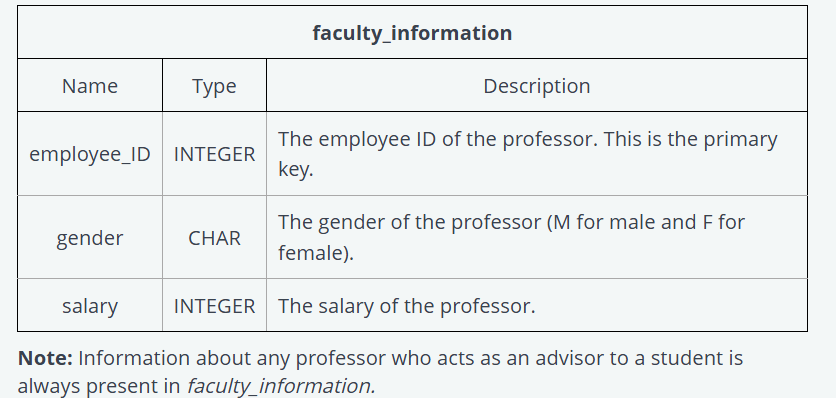 faculty_information
Name Type Description
employee_ID INTEGER The employee ID of the professor. This is the primary
key.
gender CHAR The gender of the professor (M for male and F for
female).
salary INTEGER The salary of the professor.
Note: Information about any professor who acts as an advisor to a student is
always present in faculty_information.